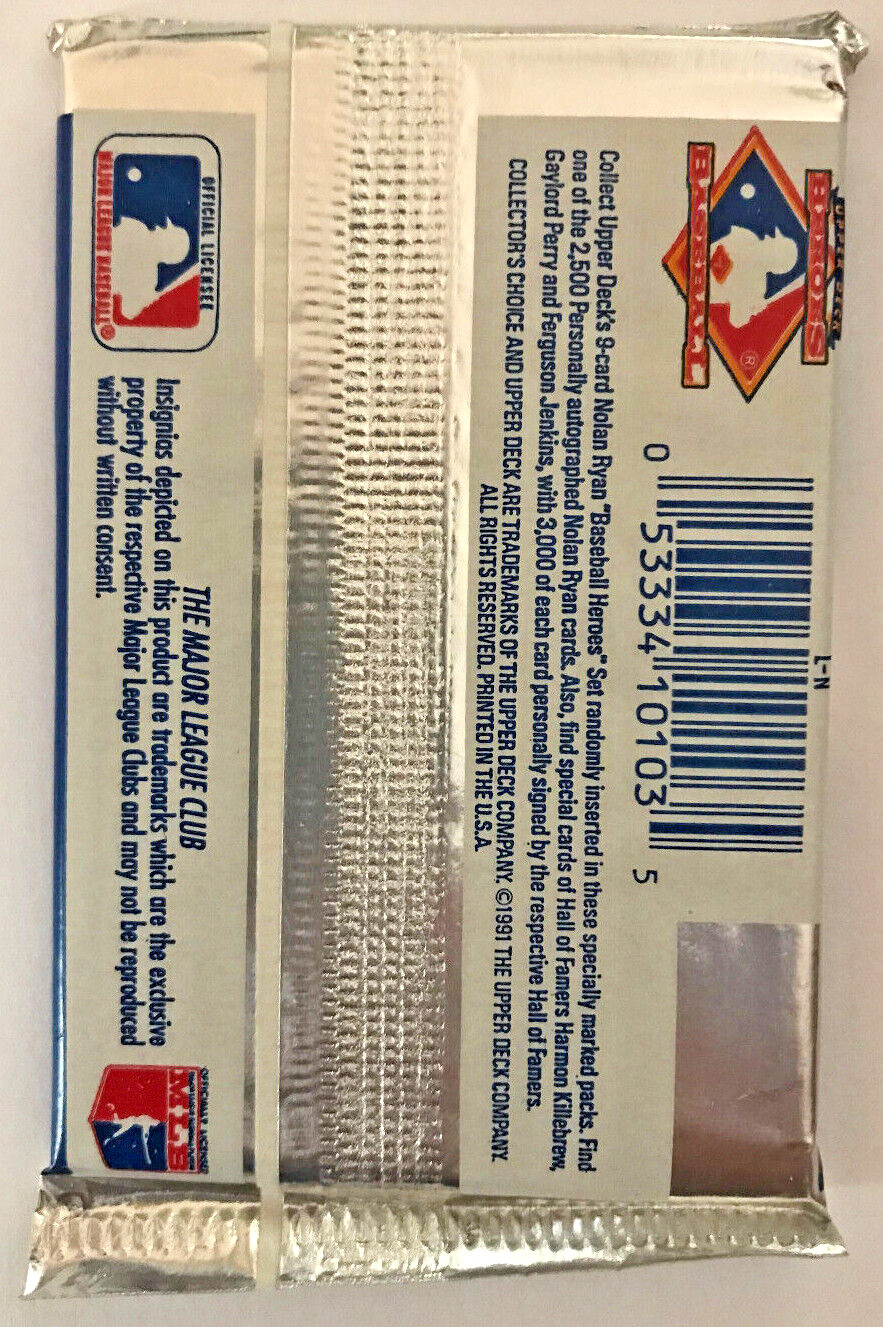 UPPER DECK
HEROES
BASEBALL
®
L-N
0 53334 10103 5
Collect Upper Deck's 9-card Nolan Ryan "Baseball Heroes" Set randomly inserted in these specially marked packs. Find
one of the 2,500 Personally autographed Nolan Ryan cards. Also, find special cards of Hall of Famers Harmon Killebrew,
Gaylord Perry and Ferguson Jenkins, with 3,000 of each card personally signed by the respective Hall of Famers.
COLLECTOR'S CHOICE AND UPPER DECK ARE TRADEMARKS OF THE UPPER DECK COMPANY. ©1991 THE UPPER DECK COMPANY.
ALL RIGHTS RESERVED. PRINTED IN THE U.S.A.
OFFICIAL LICENSEE
MAJOR LEAGUE BASEBALL®
THE MAJOR LEAGUE CLUB
Insignias depicted on this product are trademarks which are the exclusive
property of the respective Major League Clubs and may not be reproduced
without written consent.
OFFICIAL LICENSEE
MLB